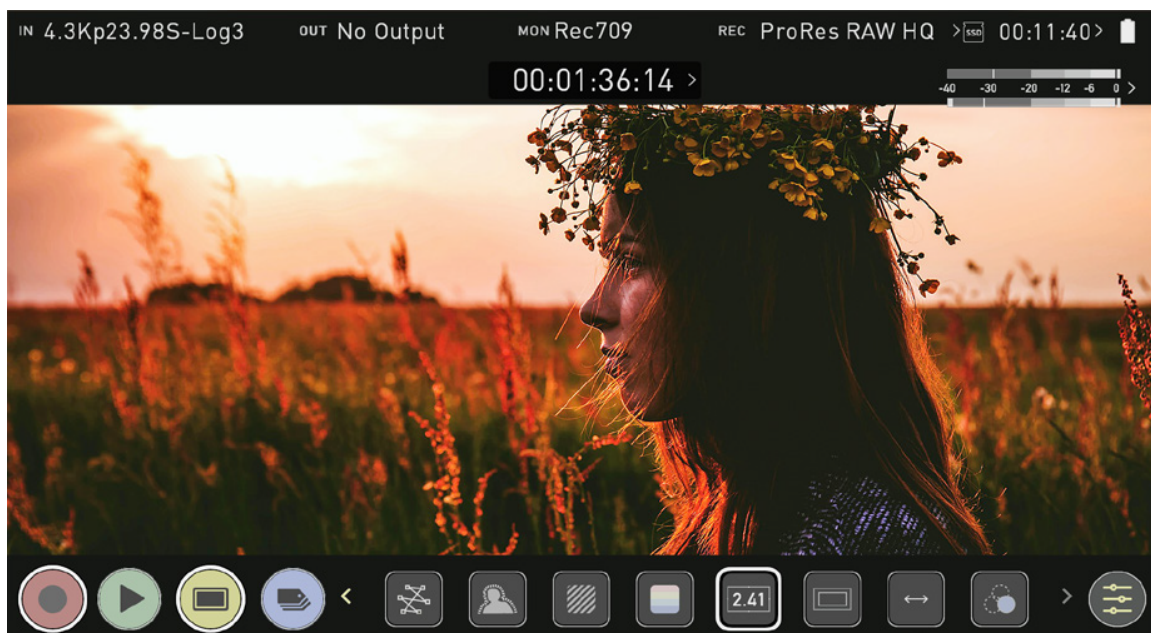 IN 4.3Kp23.98S-Log3 OUT No Output MON Rec709 REC ProRes RAW HQ > SSD 00:11:40>
00:01:36:14 >
-40 -30 -20 -12 -6 0 >
2.41